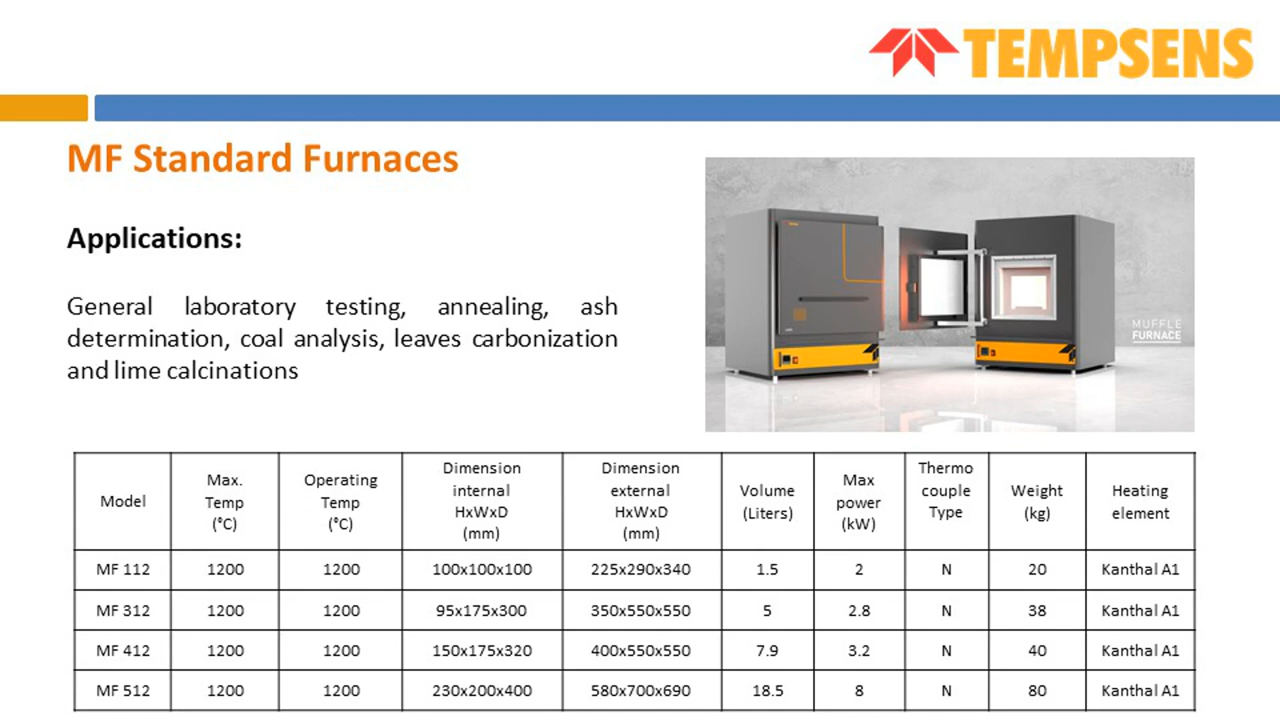 TEMPSENS
MF Standard Furnaces
Applications:
General laboratory testing, annealing, ash
determination, coal analysis, leaves carbonization
and lime calcinations
MUFFLE
FURNACE
Model Max. Temp (°C) Operating Temp (°C) Dimension internal HxWxD (mm) Dimension external HxWxD (mm) Volume (Liters) Max power (kW) Thermo couple Type Weight (kg) Heating element
MF 112 1200 1200 100x100x100 225x290x340 1.5 2 N 20 Kanthal A1
MF 312 1200 1200 95x175x300 350x550x550 5 2.8 N 38 Kanthal A1
MF 412 1200 1200 150x175x320 400x550x550 7.9 3.2 N 40 Kanthal A1
MF 512 1200 1200 230x200x400 580x700x690 18.5 8 N 80 Kanthal A1